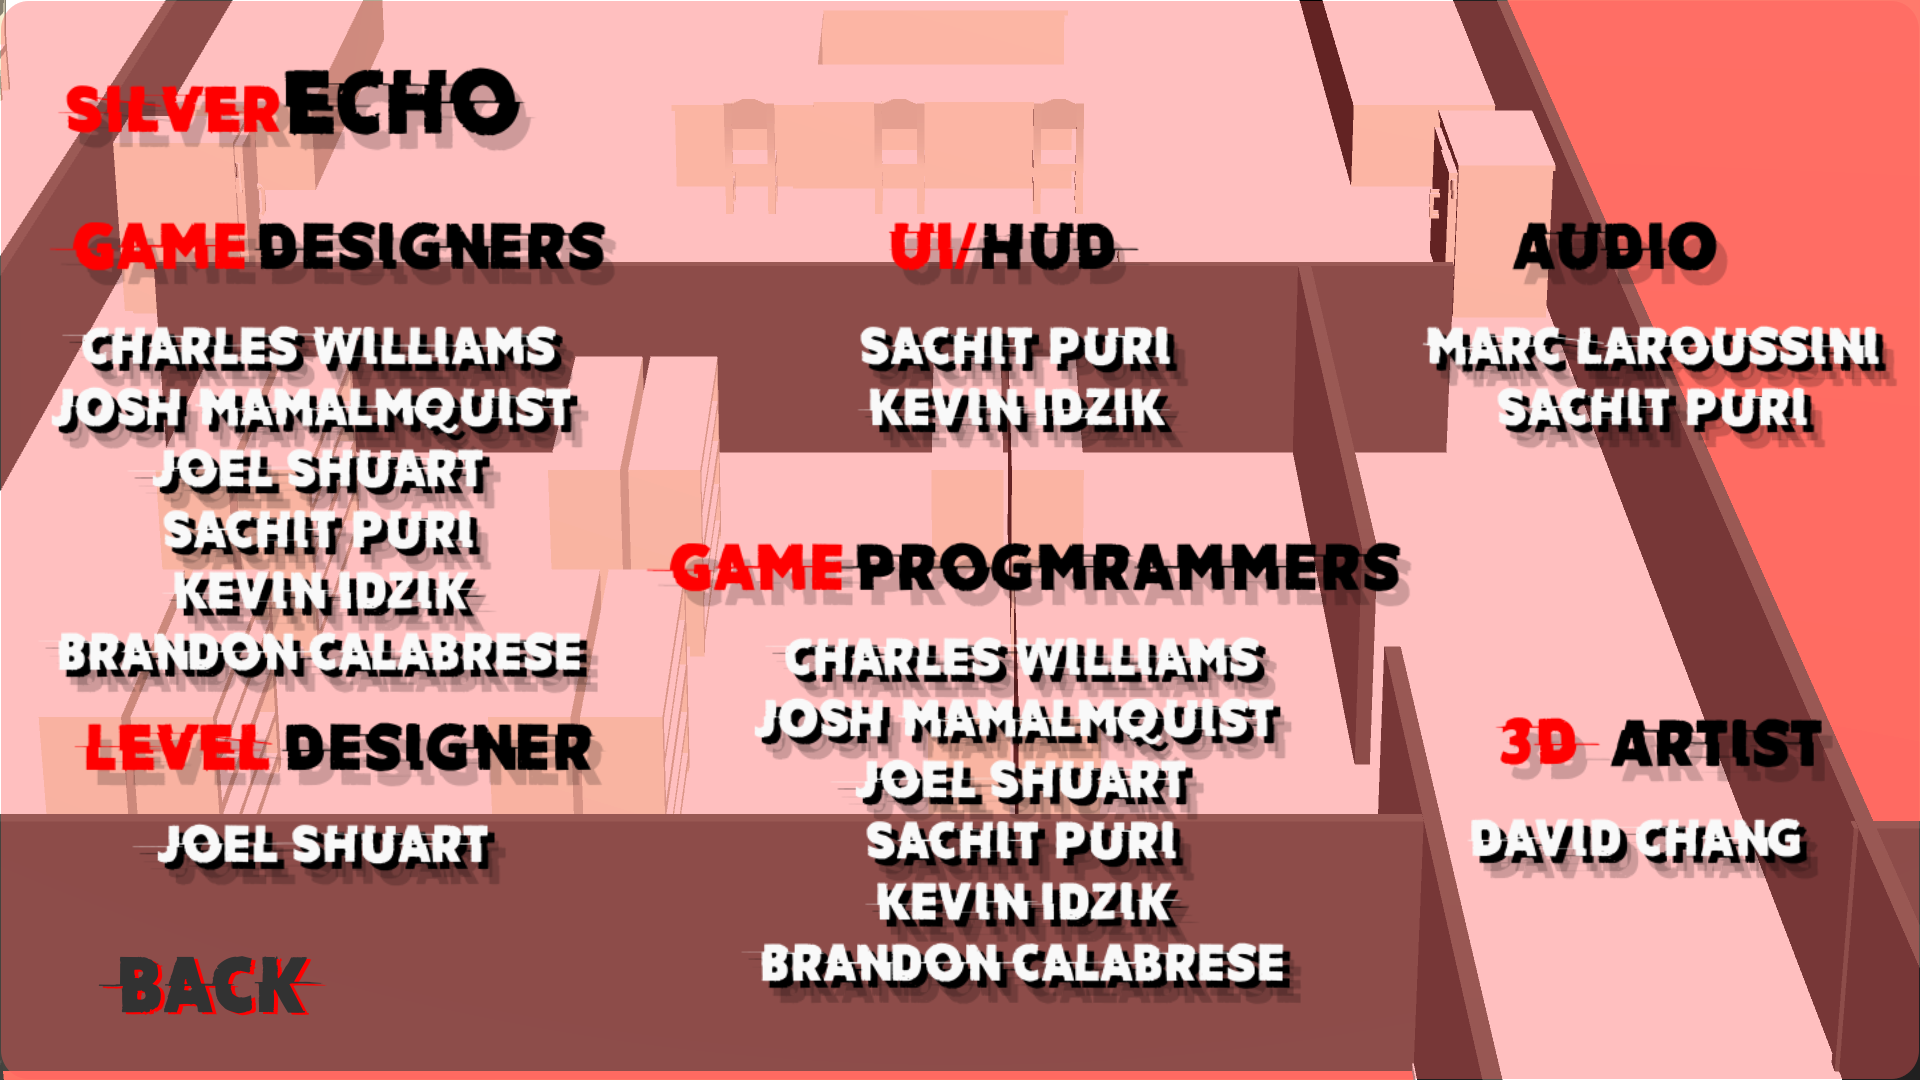 SILVER ECHO
GAME DESIGNERS
CHARLES WILLIAMS
JOSH MAMALMQUIST
JOEL SHUART
SACHIT PURI
KEVIN IDZIK
BRANDON CALABRESE
LEVEL DESIGNER
JOEL SHUART
BACK
UI/HUD
SACHIT PURI
KEVIN IDZIK
GAME PROGMRAMMERS
CHARLES WILLIAMS
JOSH MAMALMQUIST
JOEL SHUART
SACHIT PURI
KEVIN IDZIK
BRANDON CALABRESE
AUDIO
MARC LAROUSSINI
SACHIT PURI
3D ARTIST
DAVID CHANG